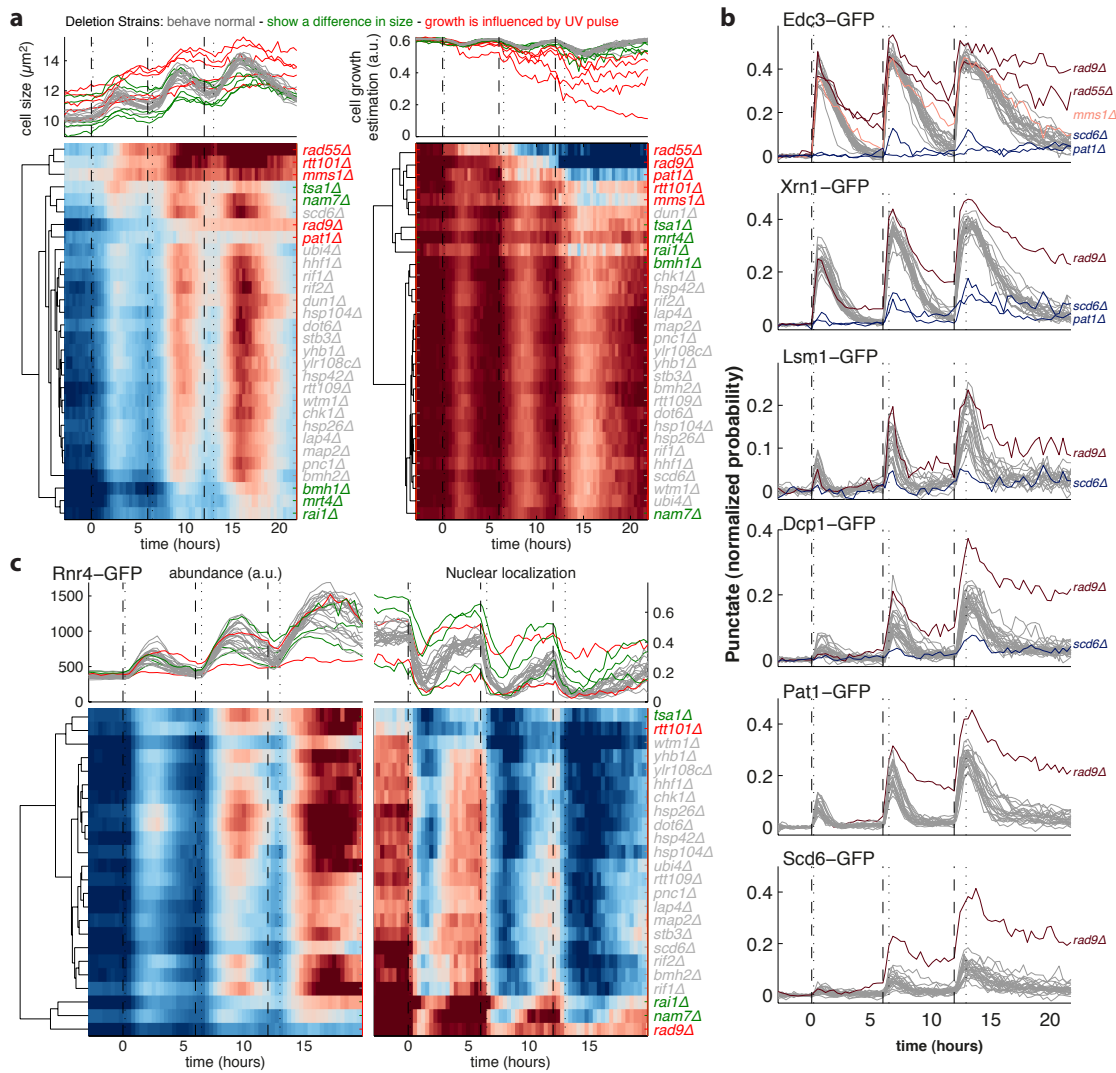 a
Deletion Strains: behave normal - show a difference in size - growth is influenced by UV pulse
cell size (µm²)
14
12
10
cell growth
estimation (a.u.)
0.6
0.4
0.2
0
rad55Δ
rtt101Δ
mms1Δ
tsa1Δ
nam7Δ
scd6Δ
rad9Δ
pat1Δ
ubi4Δ
hhf1Δ
rif1Δ
rif2Δ
dun1Δ
hsp104Δ
dot6Δ
stb3Δ
yhb1Δ
ylr108cΔ
hsp42Δ
rtt109Δ
wtm1Δ
chk1Δ
hsp26Δ
lap4Δ
map2Δ
pnc1Δ
bmh2Δ
bmh1Δ
mrt4Δ
rai1Δ
0 5 10 15 20
time (hours)
rad55Δ
rad9Δ
pat1Δ
rtt101Δ
mms1Δ
dun1Δ
tsa1Δ
mrt4Δ
rai1Δ
bmh1Δ
chk1Δ
hsp42Δ
rif2Δ
lap4Δ
map2Δ
pnc1Δ
yhb1Δ
stb3Δ
bmh2Δ
rtt109Δ
dot6Δ
hsp104Δ
hsp26Δ
rif1Δ
hhf1Δ
scd6Δ
wtm1Δ
ubi4Δ
nam7Δ
0 5 10 15 20
time (hours)
b
Punctate (normalized probability)
Edc3−GFP
0.4
0.2
0
rad9Δ
rad55Δ
mms1Δ
scd6Δ
pat1Δ
Xrn1−GFP
0.4
0.2
0
rad9Δ
scd6Δ
pat1Δ
Lsm1−GFP
0.2
0.1
0
rad9Δ
scd6Δ
Dcp1−GFP
0.4
0.2
0
rad9Δ
scd6Δ
Pat1−GFP
0.4
0.2
0
rad9Δ
Scd6−GFP
0.4
0.2
0
rad9Δ
0 5 10 15 20
time (hours)
c
Rnr4−GFP
abundance (a.u.)
1500
1000
500
0
Nuclear localization
0.6
0.4
0.2
0
tsa1Δ
rtt101Δ
wtm1Δ
yhb1Δ
ylr108cΔ
hhf1Δ
chk1Δ
hsp26Δ
dot6Δ
hsp42Δ
hsp104Δ
ubi4Δ
rtt109Δ
pnc1Δ
lap4Δ
map2Δ
stb3Δ
scd6Δ
rif2Δ
bmh2Δ
rif1Δ
rai1Δ
nam7Δ
rad9Δ
0 5 10 15
time (hours)
0 5 10 15
time (hours)